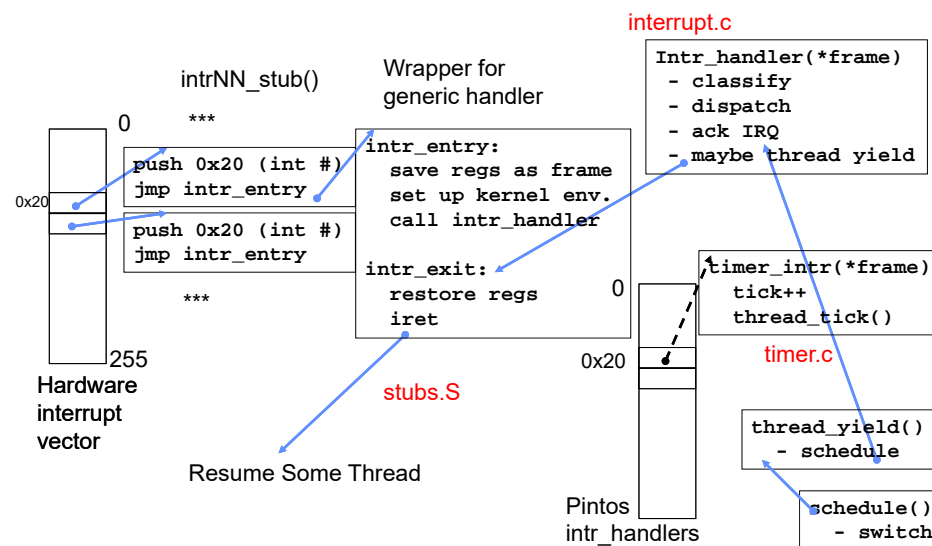 interrupt.c
Intr_handler(*frame)
- classify
- dispatch
- ack IRQ
- maybe thread yield
intrNN_stub()
Wrapper for
generic handler
0
***
push 0x20 (int #)
jmp intr_entry
0x20
push 0x20 (int #)
jmp intr_entry
***
255
Hardware
interrupt
vector
intr_entry:
save regs as frame
set up kernel env.
call intr_handler
intr_exit:
restore regs
iret
stubs.S
Resume Some Thread
0
0x20
Pintos
intr_handlers
timer_intr(*frame)
tick++
thread_tick()
timer.c
thread_yield()
- schedule
schedule()
- switch